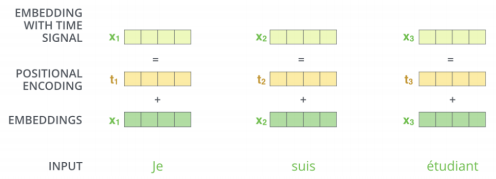 EMBEDDING
WITH TIME
SIGNAL
x1 x2 x3
= = =
POSITIONAL
ENCODING
t1 t2 t3
+ + +
EMBEDDINGS
x1 x2 x3
INPUT Je suis étudiant